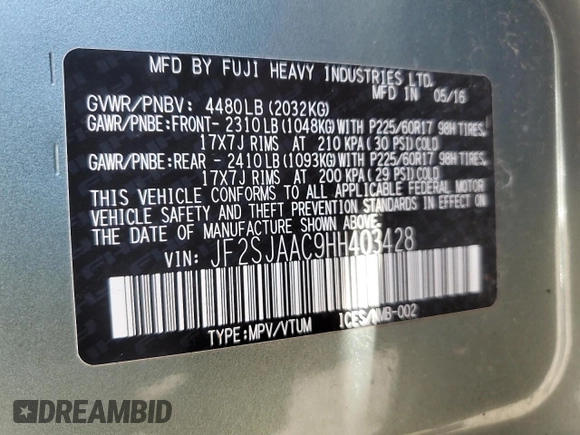 MFD BY FUJI HEAVY INDUSTRIES LTD.
MFD IN 05/16
GVWR/PNBV: 4480LB (2032KG)
GAWR/PNBE:FRONT- 2310LB (1048KG)WITH P225/60R17 98H TIRES,
17X7J RIMS AT 210 KPA( 30 PSI)COLD
GAWR/PNBE:REAR - 2410LB (1093KG)WITH P225/60R17 98H TIRES,
17X7J RIMS AT 200 KPA( 29 PSI)COLD
THIS VEHICLE CONFORMS TO ALL APPLICABLE FEDERAL MOTOR
VEHICLE SAFETY AND THEFT PREVENTION STANDARDS IN EFFECT ON
THE DATE OF MANUFACTURE SHOWN ABOVE.
VIN: JF2SJAAC9HH403428
TYPE:MPV/VTUM ICES/NMB-002
DREAMBID